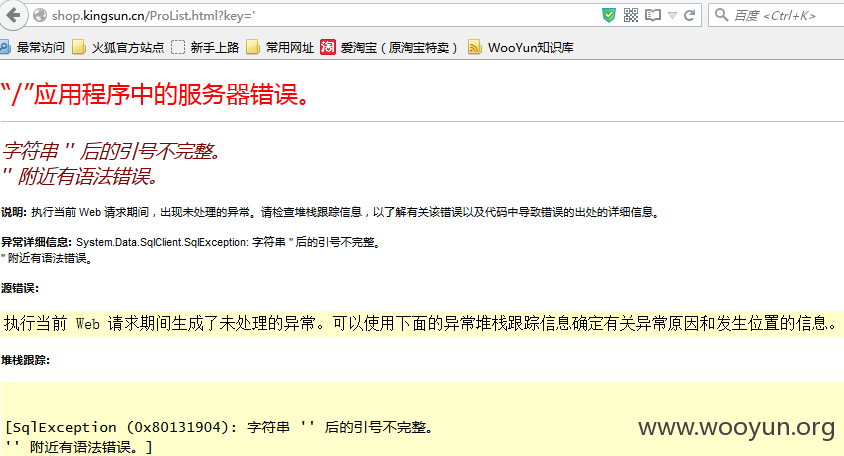 shop.kingsun.cn/ProList.html?key='
百度 <Ctrl+K>
最常访问 火狐官方站点 新手上路 常用网址 淘 爱淘宝（原淘宝特卖） WooYun知识库
“/”应用程序中的服务器错误。
字符串 '' 后的引号不完整。
'' 附近有语法错误。
说明: 执行当前 Web 请求期间，出现未处理的异常。请检查堆栈跟踪信息，以了解有关该错误以及代码中导致错误的出处的详细信息。
异常详细信息: System.Data.SqlClient.SqlException: 字符串 '' 后的引号不完整。
'' 附近有语法错误。
源错误:
执行当前 Web 请求期间生成了未处理的异常。可以使用下面的异常堆栈跟踪信息确定有关异常原因和发生位置的信息。
堆栈跟踪:
[SqlException (0x80131904): 字符串 '' 后的引号不完整。
'' 附近有语法错误。]
www.wooyun.org